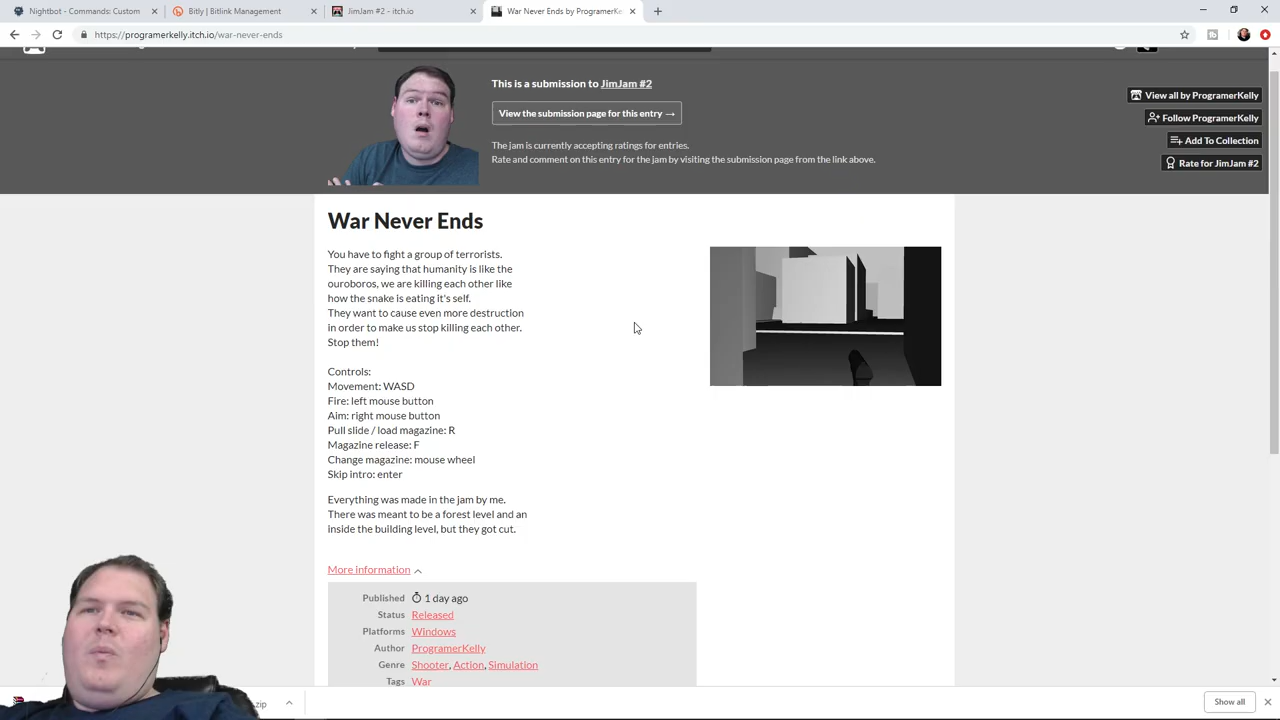 Nightbot - Commands: Custom
Bitly | Bitlink Management
JimJam #2 - itch.io
War Never Ends by ProgramerKe
https://programerkelly.itch.io/war-never-ends
This is a submission to JimJam #2
View the submission page for this entry →
The jam is currently accepting ratings for entries.
Rate and comment on this entry for the jam by visiting the submission page from the link above.
View all by ProgramerKelly
Follow ProgramerKelly
Add To Collection
Rate for JimJam #2
War Never Ends
You have to fight a group of terrorists.
They are saying that humanity is like the
ouroboros, we are killing each other like
how the snake is eating it's self.
They want to cause even more destruction
in order to make us stop killing each other.
Stop them!
Controls:
Movement: WASD
Fire: left mouse button
Aim: right mouse button
Pull slide / load magazine: R
Magazine release: F
Change magazine: mouse wheel
Skip intro: enter
Everything was made in the jam by me.
There was meant to be a forest level and an
inside the building level, but they got cut.
More information
Published 1 day ago
Status Released
Platforms Windows
Author ProgramerKelly
Genre Shooter, Action, Simulation
Tags War
.zip
Show all